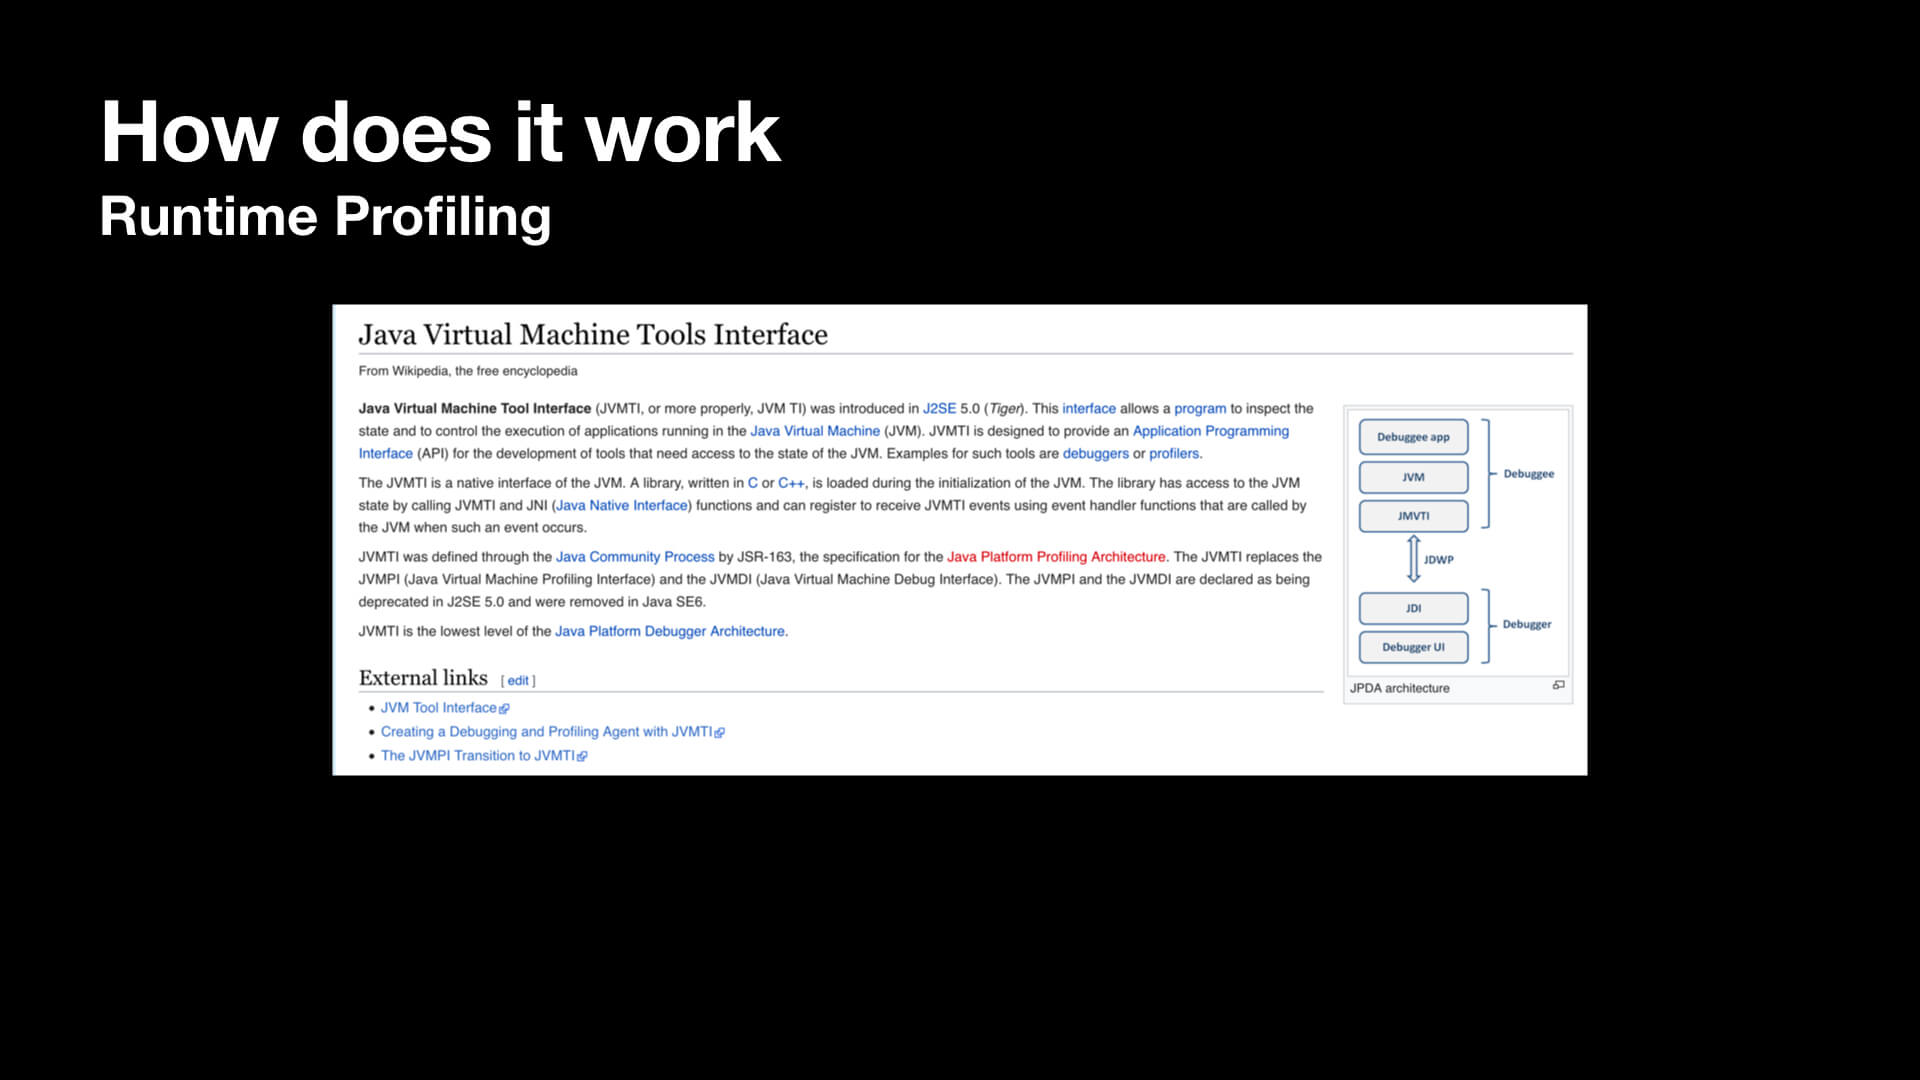 How does it work
Runtime Profiling
Java Virtual Machine Tools Interface
From Wikipedia, the free encyclopedia
Java Virtual Machine Tool Interface (JVMTI, or more properly, JVM TI) was introduced in J2SE 5.0 (Tiger). This interface allows a program to inspect the
state and to control the execution of applications running in the Java Virtual Machine (JVM). JVMTI is designed to provide an Application Programming
Interface (API) for the development of tools that need access to the state of the JVM. Examples for such tools are debuggers or profilers.
The JVMTI is a native interface of the JVM. A library, written in C or C++, is loaded during the initialization of the JVM. The library has access to the JVM
state by calling JVMTI and JNI (Java Native Interface) functions and can register to receive JVMTI events using event handler functions that are called by
the JVM when such an event occurs.
JVMTI was defined through the Java Community Process by JSR-163, the specification for the Java Platform Profiling Architecture. The JVMTI replaces the
JVMPI (Java Virtual Machine Profiling Interface) and the JVMDI (Java Virtual Machine Debug Interface). The JVMPI and the JVMDI are declared as being
deprecated in J2SE 5.0 and were removed in Java SE6.
JVMTI is the lowest level of the Java Platform Debugger Architecture.
External links [ edit ]
• JVM Tool Interface
• Creating a Debugging and Profiling Agent with JVMTI
• The JVMPI Transition to JVMTI
Debuggee app
JVM
JMVTI
Debuggee
JDWP
JDI
Debugger UI
Debugger
JPDA architecture